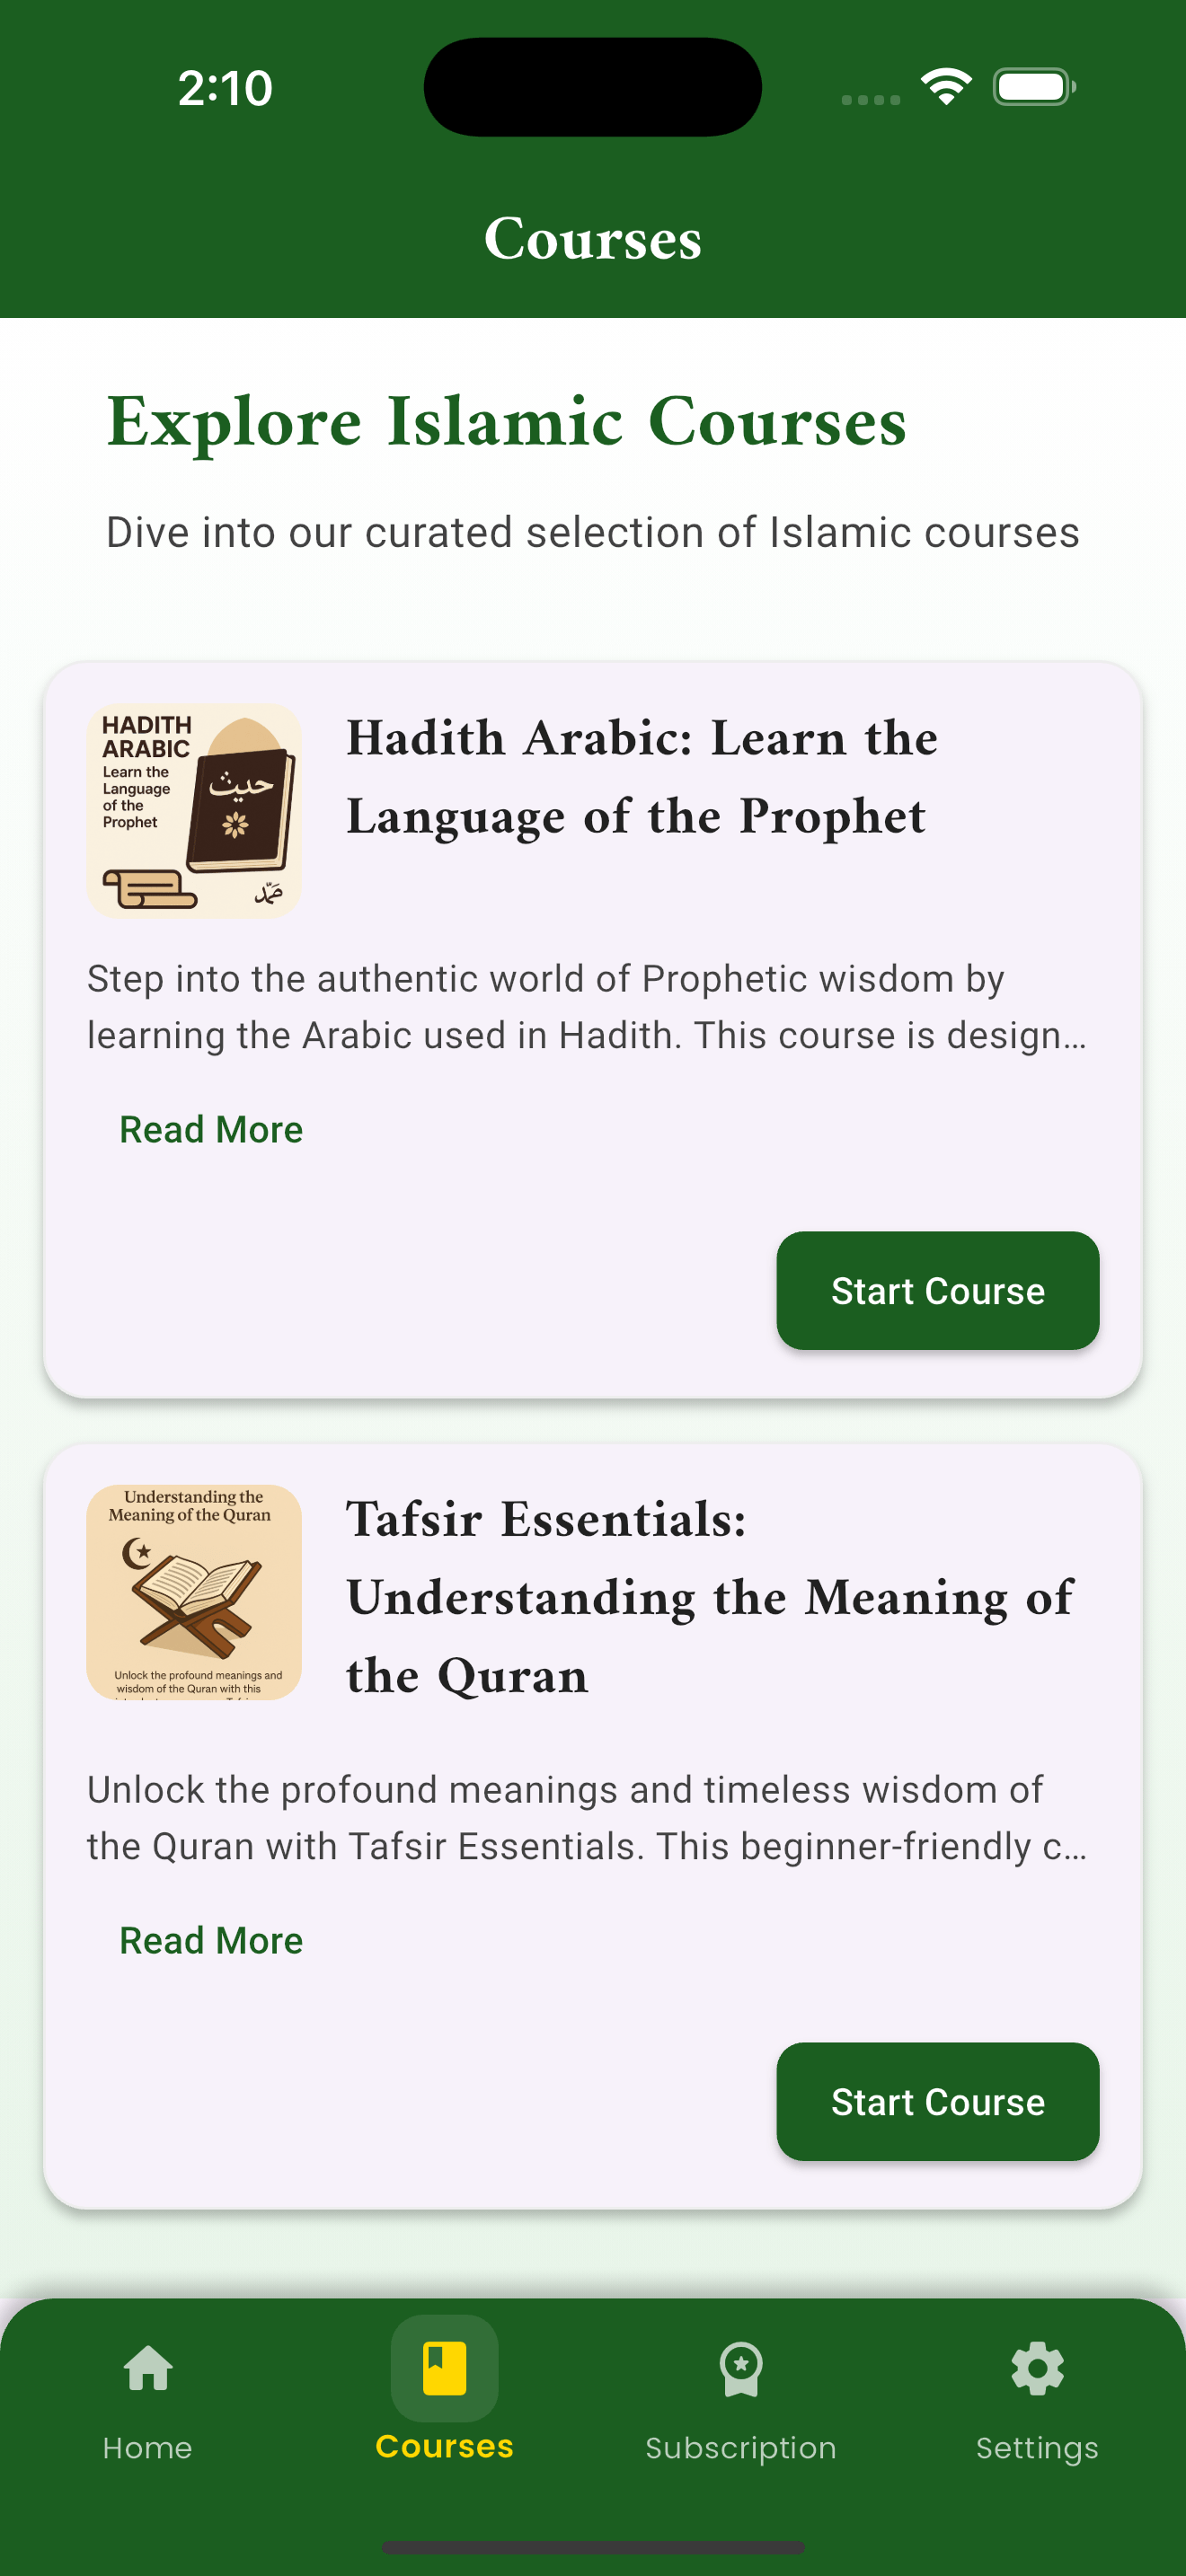 2:10
Courses
Explore Islamic Courses
Dive into our curated selection of Islamic courses
HADITH
ARABIC
Learn the
Language
of the
Prophet
حديث
Hadith Arabic: Learn the
Language of the Prophet
Step into the authentic world of Prophetic wisdom by
learning the Arabic used in Hadith. This course is design…
Read More
Start Course
Understanding the
Meaning of the Quran
Unlock the profound meanings and
wisdom of the Quran with this
Tafsir Essentials:
Understanding the Meaning of
the Quran
Unlock the profound meanings and timeless wisdom of
the Quran with Tafsir Essentials. This beginner-friendly c…
Read More
Start Course
Home
Courses
Subscription
Settings